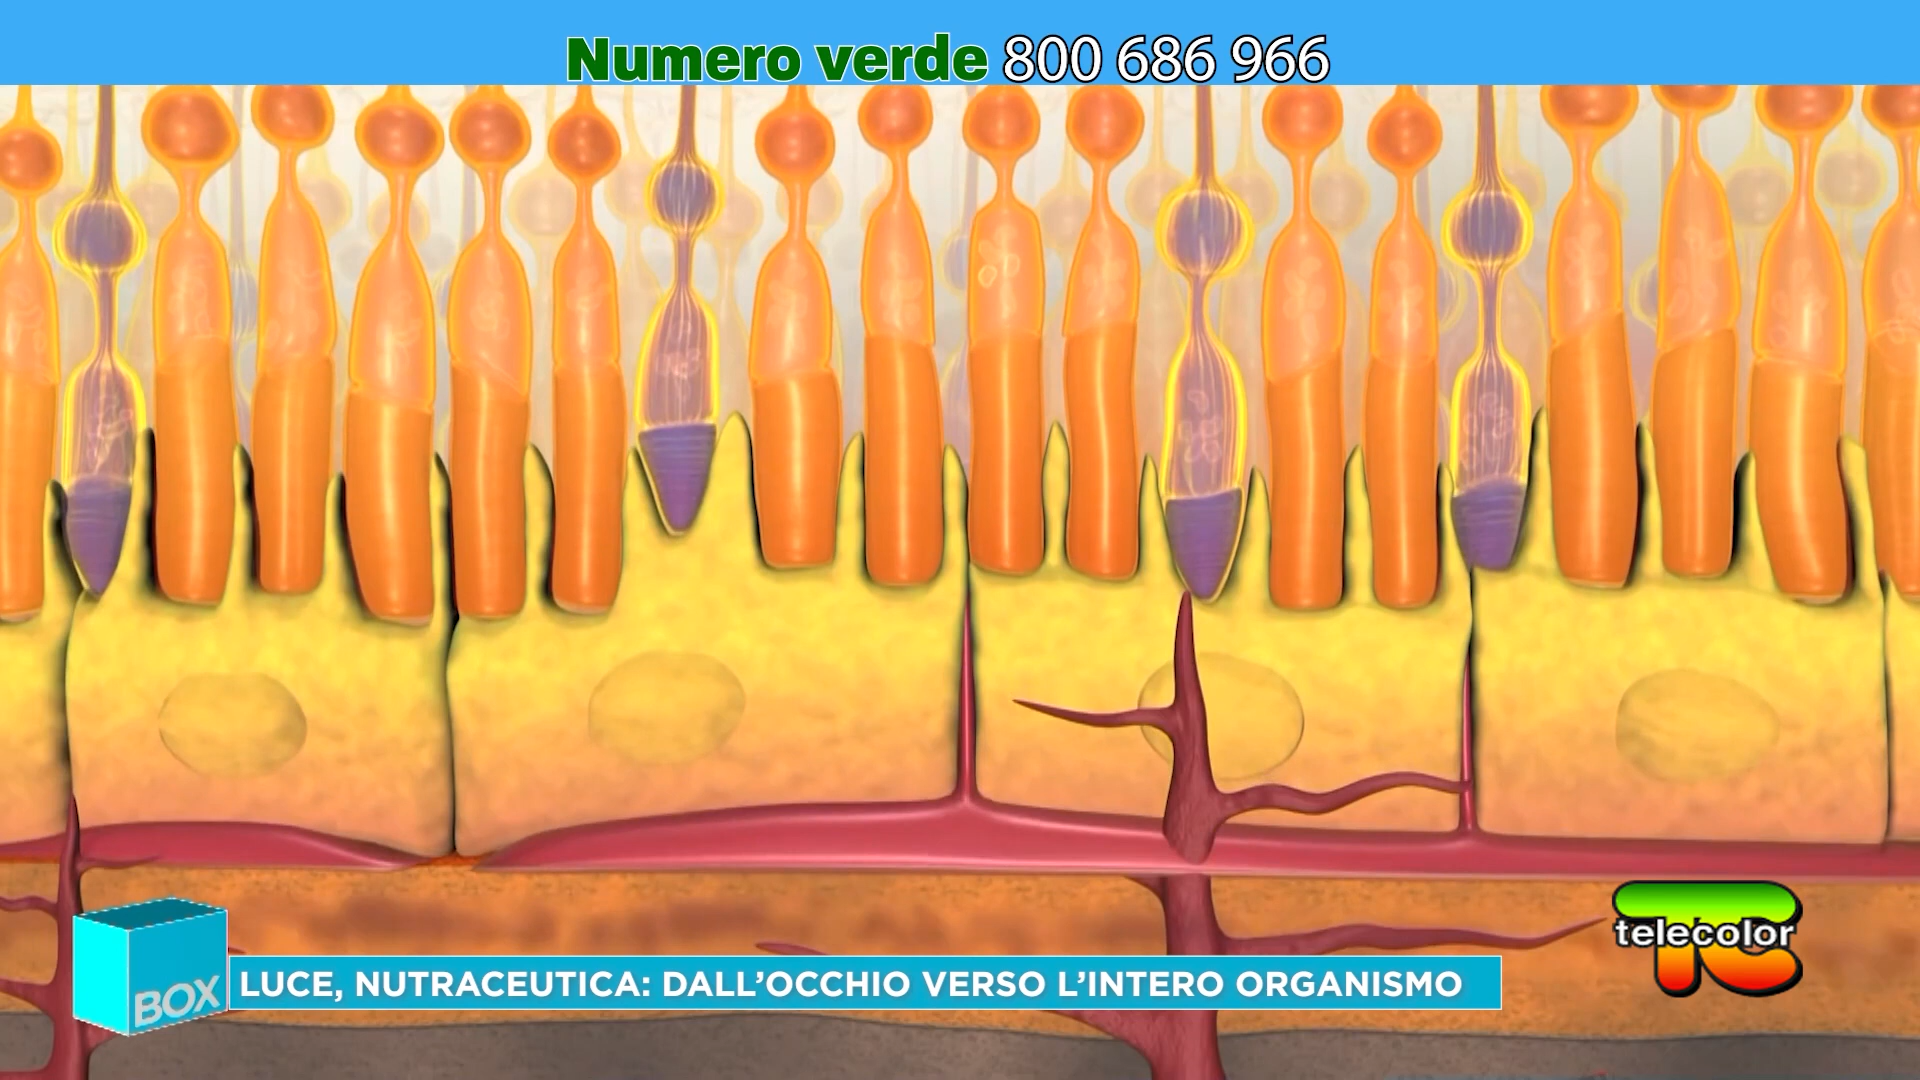 Numero verde 800 686 966
telecolor
BOX
LUCE, NUTRACEUTICA: DALL'OCCHIO VERSO L'INTERO ORGANISMO